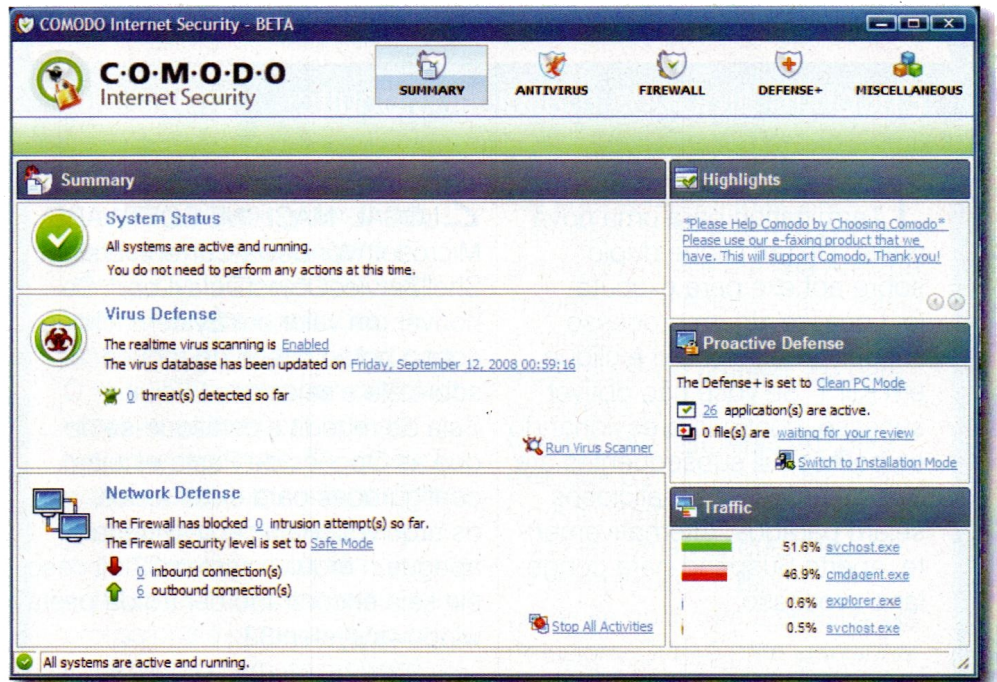 COMODO Internet Security - BETA
C·O·M·O·D·O
Internet Security
SUMMARY
ANTIVIRUS
FIREWALL
DEFENSE+
MISCELLANEOUS
Summary
System Status
All systems are active and running.
You do not need to perform any actions at this time.
Virus Defense
The realtime virus scanning is Enabled
The virus database has been updated on Friday, September 12, 2008 00:59:16
0 threat(s) detected so far
Run Virus Scanner
Network Defense
The Firewall has blocked 0 intrusion attempt(s) so far.
The Firewall security level is set to Safe Mode
0 inbound connection(s)
6 outbound connection(s)
Stop All Activities
Highlights
*Please Help Comodo by Choosing Comodo*
Please use our e-faxing product that we
have. This will support Comodo, Thank you!
Proactive Defense
The Defense+ is set to Clean PC Mode
26 application(s) are active.
0 file(s) are waiting for your review
Switch to Installation Mode
Traffic
51.6% svchost.exe
46.9% cmdagent.exe
0.6% explorer.exe
0.5% svchost.exe
All systems are active and running.